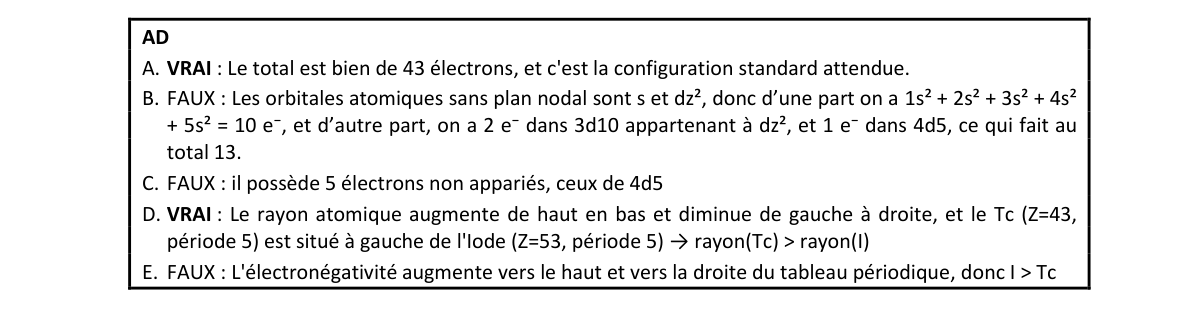 AD
A. VRAI : Le total est bien de 43 électrons, et c'est la configuration standard attendue.
B. FAUX : Les orbitales atomiques sans plan nodal sont s et dz², donc d’une part on a 1s² + 2s² + 3s² + 4s²
+ 5s² = 10 e⁻, et d’autre part, on a 2 e⁻ dans 3d10 appartenant à dz², et 1 e⁻ dans 4d5, ce qui fait au
total 13.
C. FAUX : il possède 5 électrons non appariés, ceux de 4d5
D. VRAI : Le rayon atomique augmente de haut en bas et diminue de gauche à droite, et le Tc (Z=43,
période 5) est situé à gauche de l'Iode (Z=53, période 5) → rayon(Tc) > rayon(I)
E. FAUX : L'électronégativité augmente vers le haut et vers la droite du tableau périodique, donc I > Tc